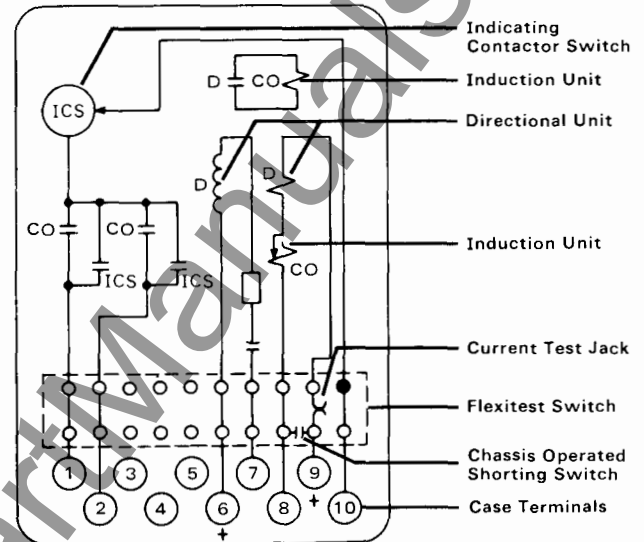 Indicating
Contactor Switch
D CO
Induction Unit
ICS
Directional Unit
D
D
CO
CO
Induction Unit
CO
ICS
ICS
Current Test Jack
Flexitest Switch
Chassis Operated
Shorting Switch
1
3
5
7
9
+
2
4
6
8
10
Case Terminals
+